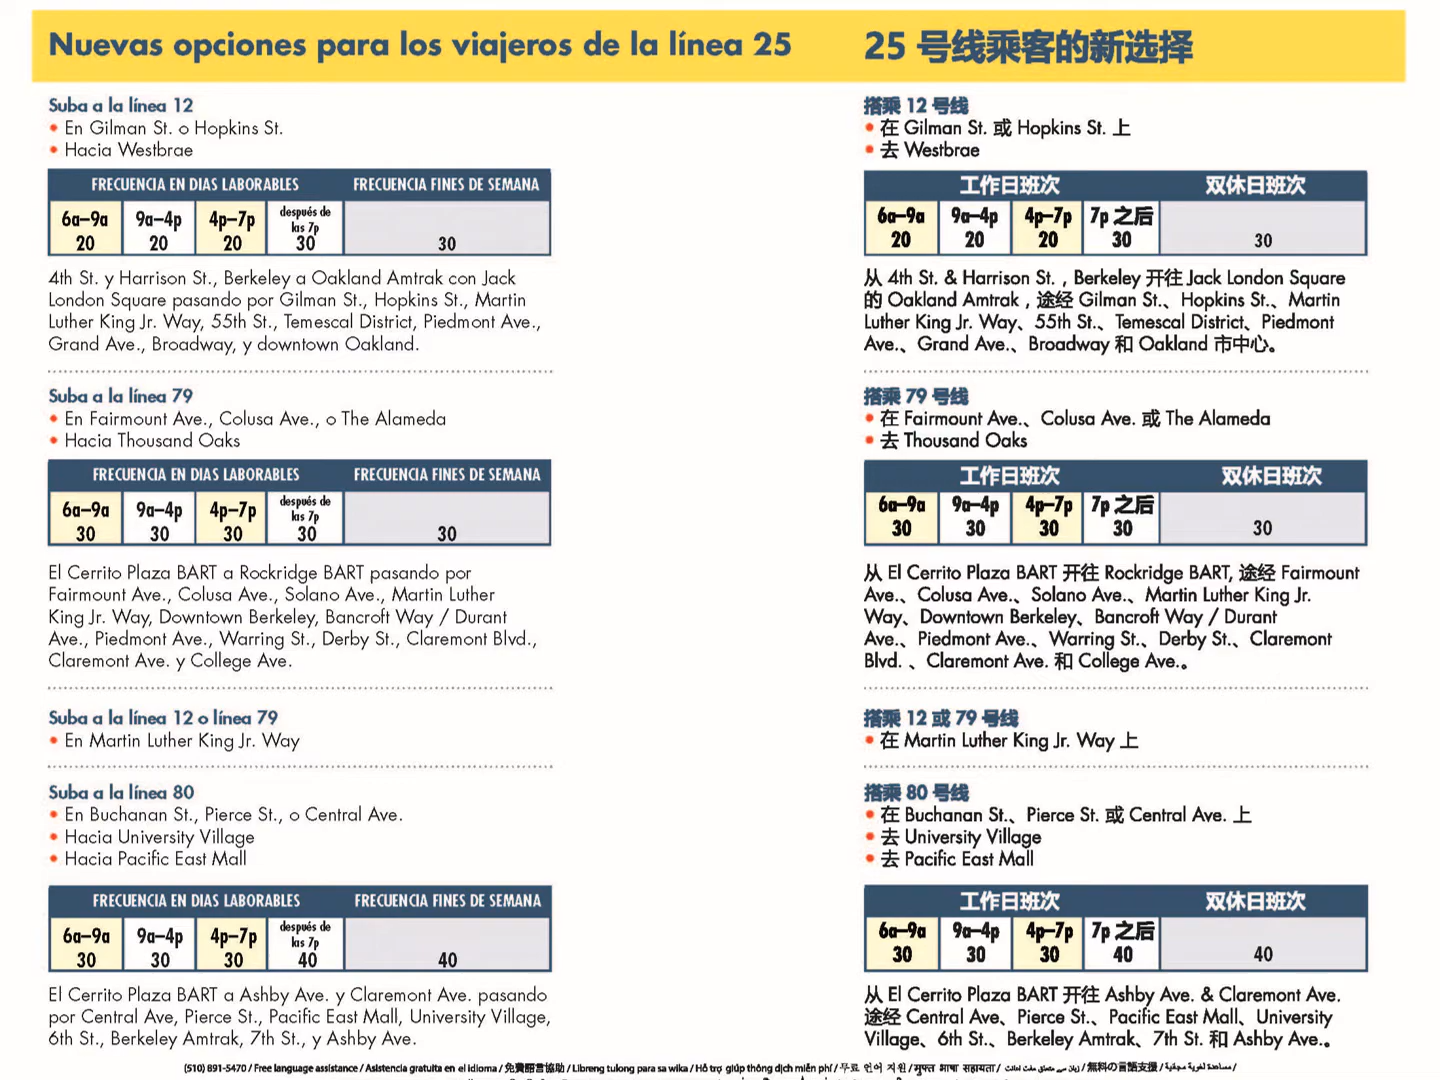 Nuevas opciones para los viajeros de la línea 25
Suba a la línea 12
• En Gilman St. o Hopkins St.
• Hacia Westbrae
FRECUENCIA EN DIAS LABORABLES FRECUENCIA FINES DE SEMANA
6a–9a 9a–4p 4p–7p después de las 7p
20 20 20 30 30
4th St. y Harrison St., Berkeley a Oakland Amtrak con Jack
London Square pasando por Gilman St., Hopkins St., Martin
Luther King Jr. Way, 55th St., Temescal District, Piedmont Ave.,
Grand Ave., Broadway, y downtown Oakland.
Suba a la línea 79
• En Fairmount Ave., Colusa Ave., o The Alameda
• Hacia Thousand Oaks
FRECUENCIA EN DIAS LABORABLES FRECUENCIA FINES DE SEMANA
6a–9a 9a–4p 4p–7p después de las 7p
30 30 30 30 30
El Cerrito Plaza BART a Rockridge BART pasando por
Fairmount Ave., Colusa Ave., Solano Ave., Martin Luther
King Jr. Way, Downtown Berkeley, Bancroft Way / Durant
Ave., Piedmont Ave., Warring St., Derby St., Claremont Blvd.,
Claremont Ave. y College Ave.
Suba a la línea 12 o línea 79
• En Martin Luther King Jr. Way
Suba a la línea 80
• En Buchanan St., Pierce St., o Central Ave.
• Hacia University Village
• Hacia Pacific East Mall
FRECUENCIA EN DIAS LABORABLES FRECUENCIA FINES DE SEMANA
6a–9a 9a–4p 4p–7p después de las 7p
30 30 30 40 40
El Cerrito Plaza BART a Ashby Ave. y Claremont Ave. pasando
por Central Ave, Pierce St., Pacific East Mall, University Village,
6th St., Berkeley Amtrak, 7th St., y Ashby Ave.
25 号线乘客的新选择
搭乘 12 号线
• 在 Gilman St. 或 Hopkins St. 上
• 去 Westbrae
工作日班次 双休日班次
6a–9a 9a–4p 4p–7p 7p 之后
20 20 20 30 30
从 4th St. & Harrison St.，Berkeley 开往 Jack London Square
的 Oakland Amtrak，途经 Gilman St.、Hopkins St.、Martin
Luther King Jr. Way、55th St.、Temescal District、Piedmont
Ave.、Grand Ave.、Broadway 和 Oakland 市中心。
搭乘 79 号线
• 在 Fairmount Ave.、Colusa Ave. 或 The Alameda
• 去 Thousand Oaks
工作日班次 双休日班次
6a–9a 9a–4p 4p–7p 7p 之后
30 30 30 30 30
从 El Cerrito Plaza BART 开往 Rockridge BART, 途经 Fairmount
Ave.、Colusa Ave.、Solano Ave.、Martin Luther King Jr.
Way、Downtown Berkeley、Bancroft Way / Durant
Ave.、Piedmont Ave.、Warring St.、Derby St.、Claremont
Blvd. 、Claremont Ave. 和 College Ave.。
搭乘 12 或 79 号线
• 在 Martin Luther King Jr. Way 上
搭乘 80 号线
• 在 Buchanan St.、Pierce St. 或 Central Ave. 上
• 去 University Village
• 去 Pacific East Mall
工作日班次 双休日班次
6a–9a 9a–4p 4p–7p 7p 之后
30 30 30 40 40
从 El Cerrito Plaza BART 开往 Ashby Ave. & Claremont Ave.
途经 Central Ave、Pierce St.、Pacific East Mall、University
Village、6th St.、Berkeley Amtrak、7th St. 和 Ashby Ave.。
(510) 891-5470 / Free language assistance / Asistencia gratuita en el idioma / 免費語言協助 / Libreng tulong para sa wika / Hỗ trợ giúp thông dịch miễn phí / 무료 언어 지원 / मुफ्त भाषा सहायता / 無料の言語支援 /